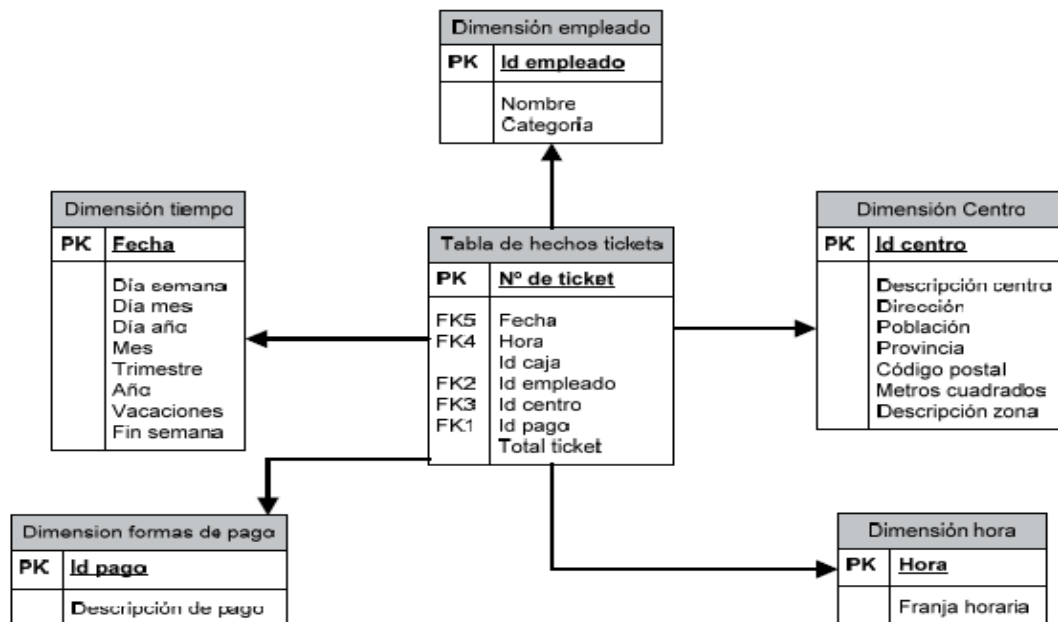 Dimensión empleado
PK Id empleado
Nombre
Categoría
Dimensión tiempo
PK Fecha
Día semana
Día mes
Día año
Mes
Trimestre
Año
Vacaciones
Fin semana
Tabla de hechos tickets
PK Nº de ticket
FK5 Fecha
FK4 Hora
Id caja
FK2 Id empleado
FK3 Id centro
FK1 Id pago
Total ticket
Dimensión Centro
PK Id centro
Descripción centro
Dirección
Población
Provincia
Código postal
Metros cuadrados
Descripción zona
Dimension formas de pago
PK Id pago
Descripción de pago
Dimensión hora
PK Hora
Franja horaria